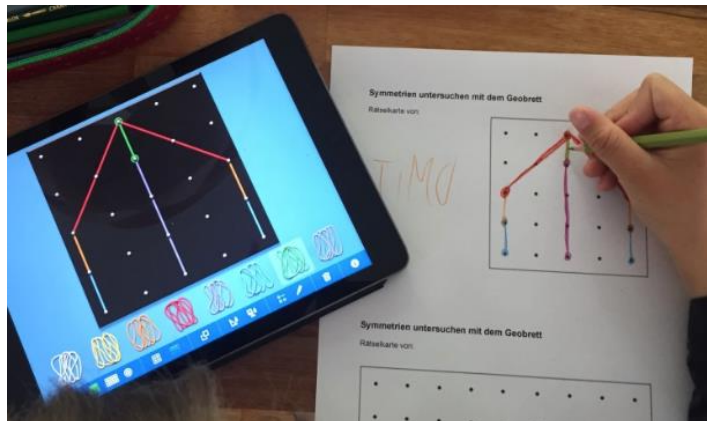 Symmetrien untersuchen mit dem Geobrett
Rätselkarte von:
TIMO
Symmetrien untersuchen mit dem Geobrett
Rätselkarte von: